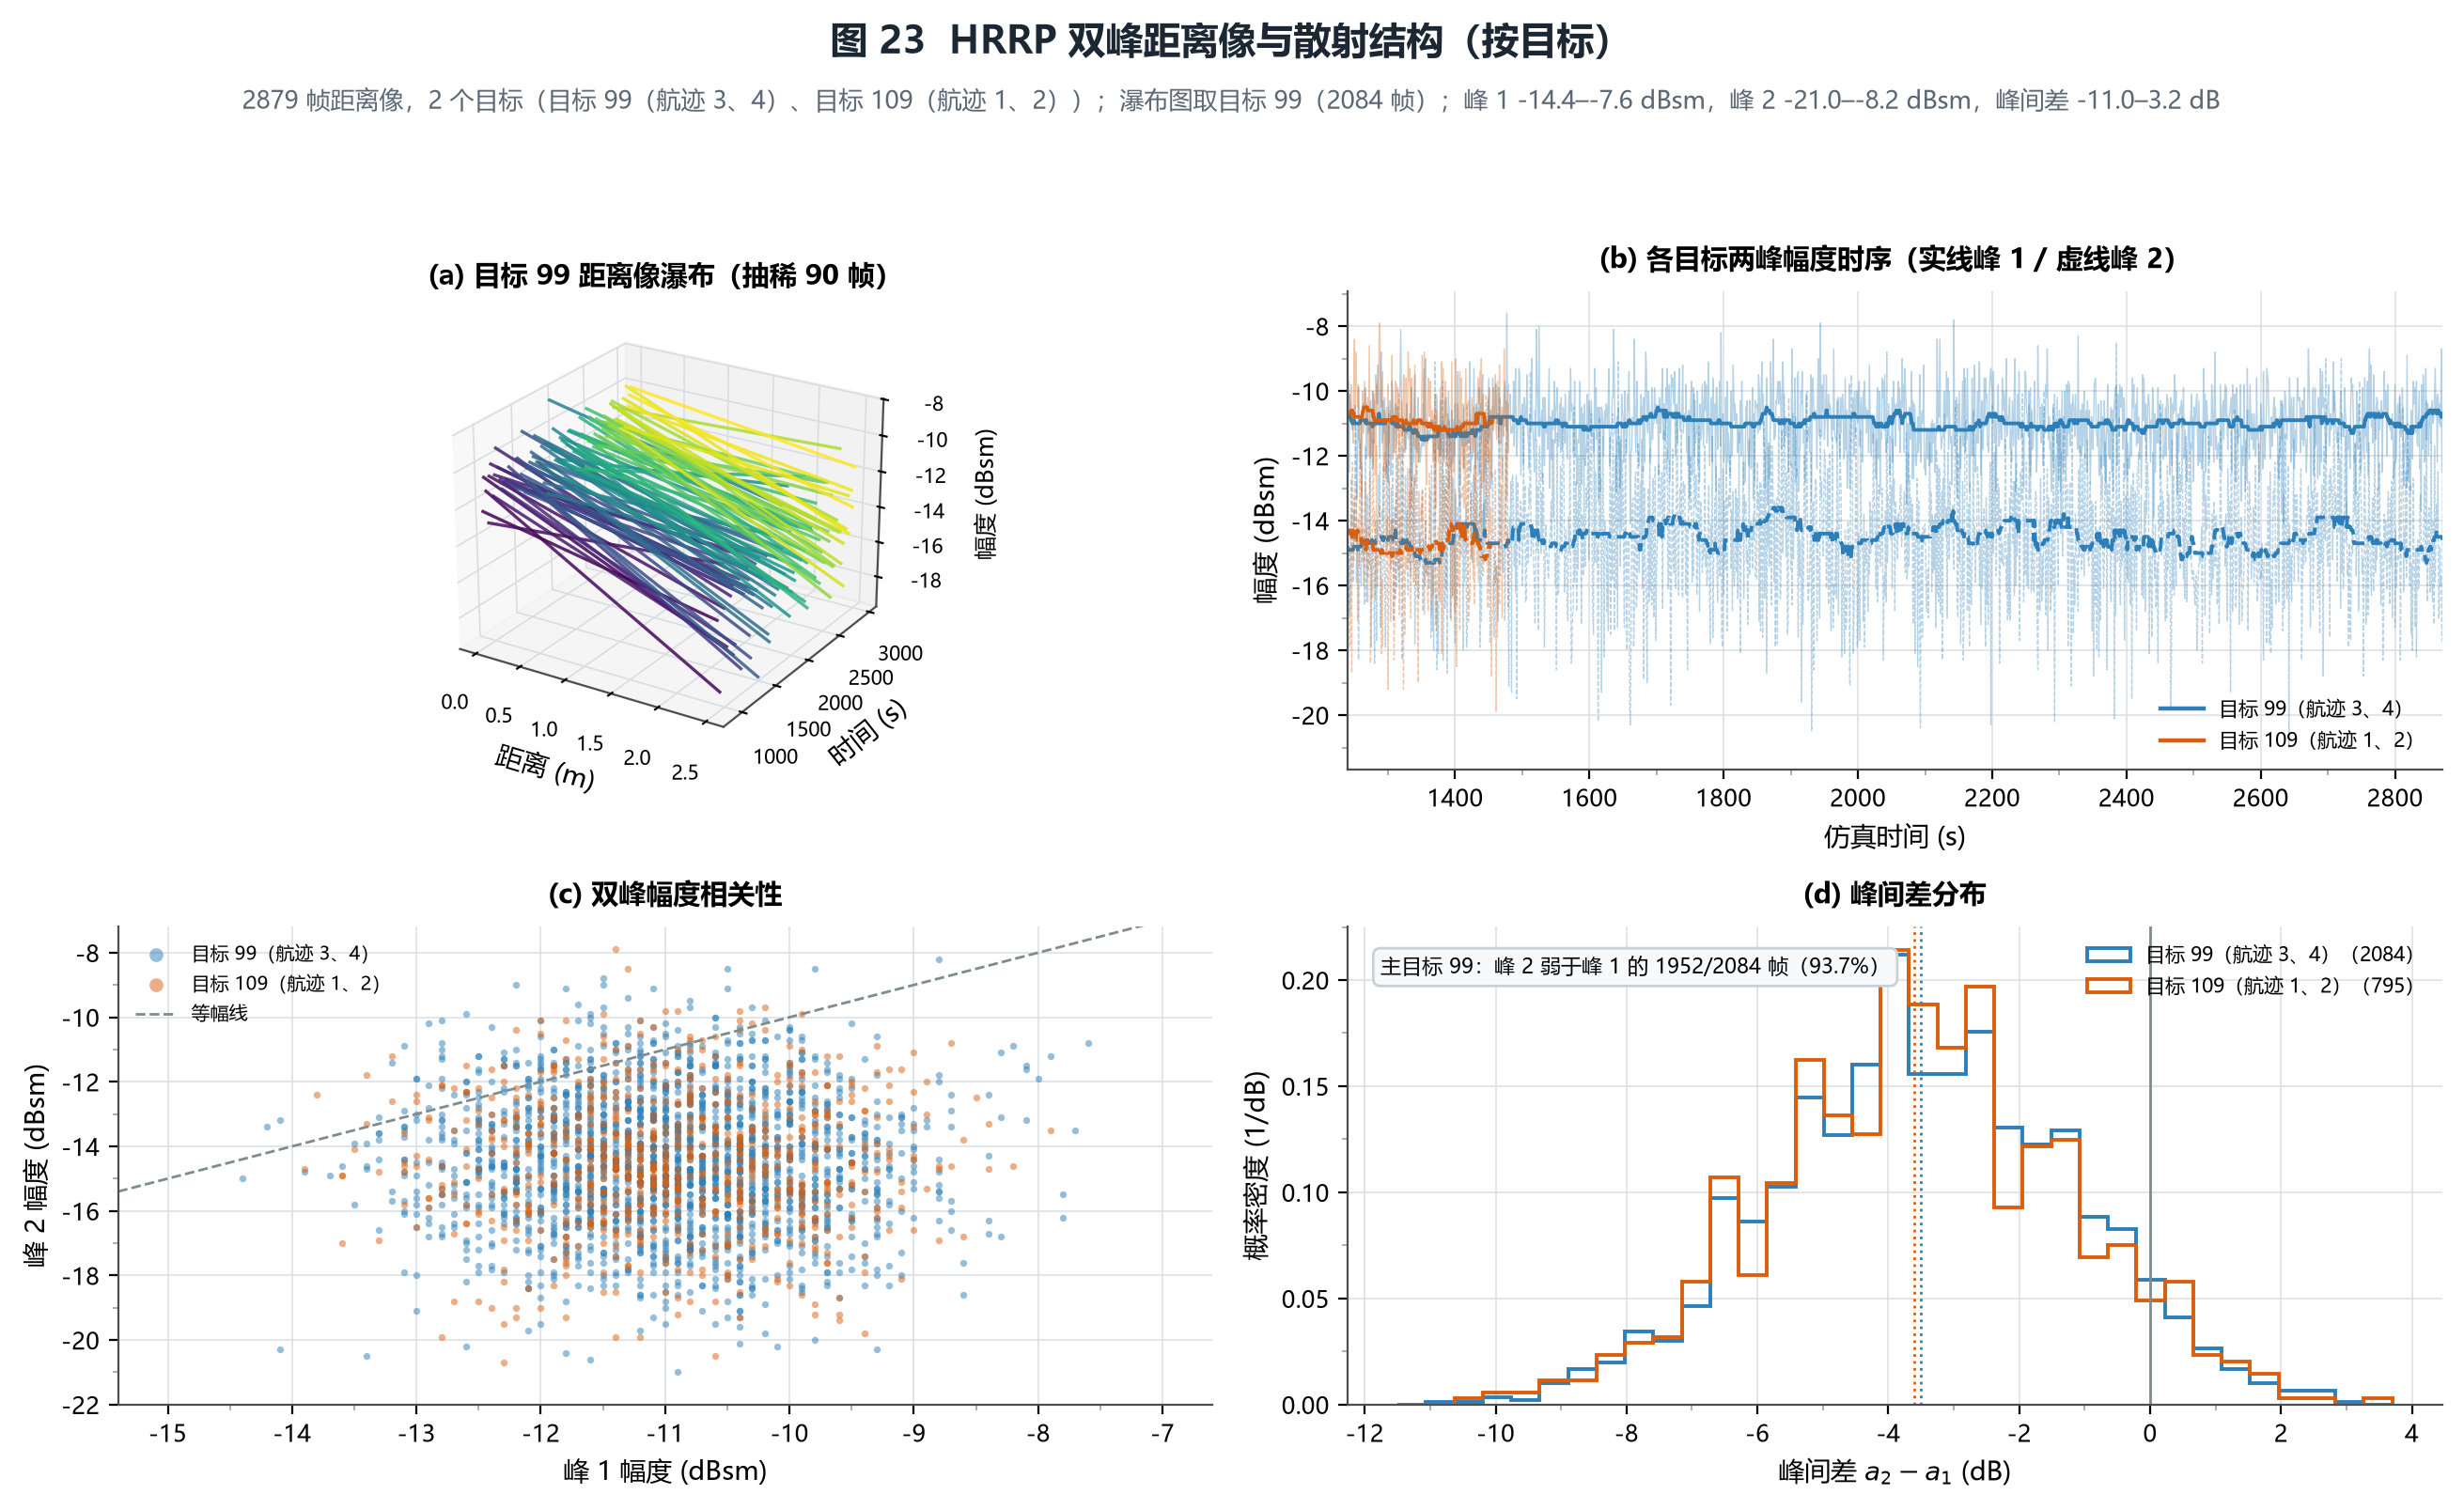 图 23  HRRP 双峰距离像与散射结构（按目标）
2879 帧距离像，2 个目标（目标 99（航迹 3、4）、目标 109（航迹 1、2））；瀑布图取目标 99（2084 帧）；峰 1 -14.4–-7.6 dBsm，峰 2 -21.0–-8.2 dBsm，峰间差 -11.0–3.2 dB
(a) 目标 99 距离像瀑布（抽稀 90 帧）
-8
-10
-12
-14
-16
-18
幅度 (dBsm)
0.0
0.5
1.0
1.5
2.0
2.5
距离 (m)
1000
1500
2000
2500
3000
时间 (s)
(b) 各目标两峰幅度时序（实线峰 1 / 虚线峰 2）
幅度 (dBsm)
-8
-10
-12
-14
-16
-18
-20
目标 99（航迹 3、4）
目标 109（航迹 1、2）
1400 1600 1800 2000 2200 2400 2600 2800
仿真时间 (s)
(c) 双峰幅度相关性
目标 99（航迹 3、4）
目标 109（航迹 1、2）
等幅线
峰 2 幅度 (dBsm)
-8
-10
-12
-14
-16
-18
-20
-22
-15 -14 -13 -12 -11 -10 -9 -8 -7
峰 1 幅度 (dBsm)
(d) 峰间差分布
主目标 99：峰 2 弱于峰 1 的 1952/2084 帧（93.7%）
目标 99（航迹 3、4）（2084）
目标 109（航迹 1、2）（795）
概率密度 (1/dB)
0.20
0.15
0.10
0.05
0.00
-12 -10 -8 -6 -4 -2 0 2 4
峰间差 a₂ − a₁ (dB)